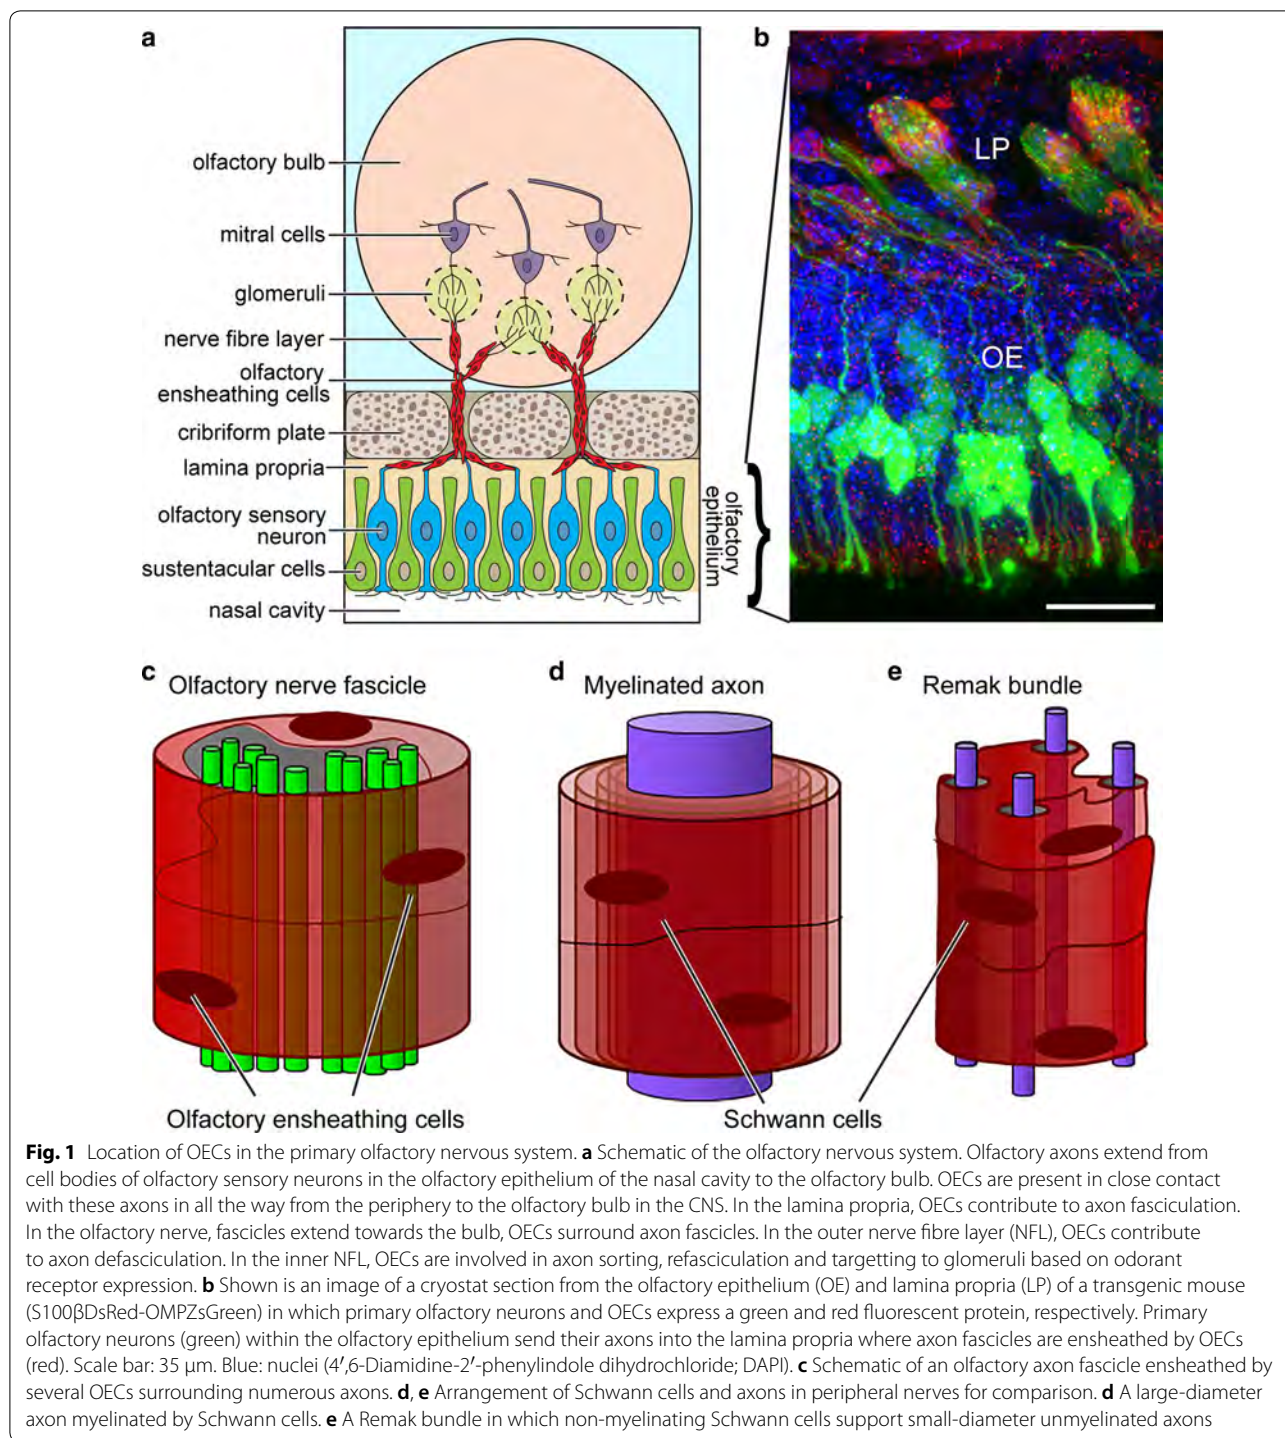 a
b
olfactory bulb
mitral cells
glomeruli
nerve fibre layer
olfactory
ensheathing cells
cribriform plate
lamina propria
olfactory sensory
neuron
sustentacular cells
nasal cavity
olfactory
epithelium
LP
OE
c
Olfactory nerve fascicle
d
Myelinated axon
e
Remak bundle
Olfactory ensheathing cells
Schwann cells
Fig. 1 Location of OECs in the primary olfactory nervous system. a Schematic of the olfactory nervous system. Olfactory axons extend from
cell bodies of olfactory sensory neurons in the olfactory epithelium of the nasal cavity to the olfactory bulb. OECs are present in close contact
with these axons in all the way from the periphery to the olfactory bulb in the CNS. In the lamina propria, OECs contribute to axon fasciculation.
In the olfactory nerve, fascicles extend towards the bulb, OECs surround axon fascicles. In the outer nerve fibre layer (NFL), OECs contribute
to axon defasciculation. In the inner NFL, OECs are involved in axon sorting, refasciculation and targetting to glomeruli based on odorant
receptor expression. b Shown is an image of a cryostat section from the olfactory epithelium (OE) and lamina propria (LP) of a transgenic mouse
(S100βDsRed-OMPZsGreen) in which primary olfactory neurons and OECs express a green and red fluorescent protein, respectively. Primary
olfactory neurons (green) within the olfactory epithelium send their axons into the lamina propria where axon fascicles are ensheathed by OECs
(red). Scale bar: 35 µm. Blue: nuclei (4′,6-Diamidine-2′-phenylindole dihydrochloride; DAPI). c Schematic of an olfactory axon fascicle ensheathed by
several OECs surrounding numerous axons. d, e Arrangement of Schwann cells and axons in peripheral nerves for comparison. d A large-diameter
axon myelinated by Schwann cells. e A Remak bundle in which non-myelinating Schwann cells support small-diameter unmyelinated axons